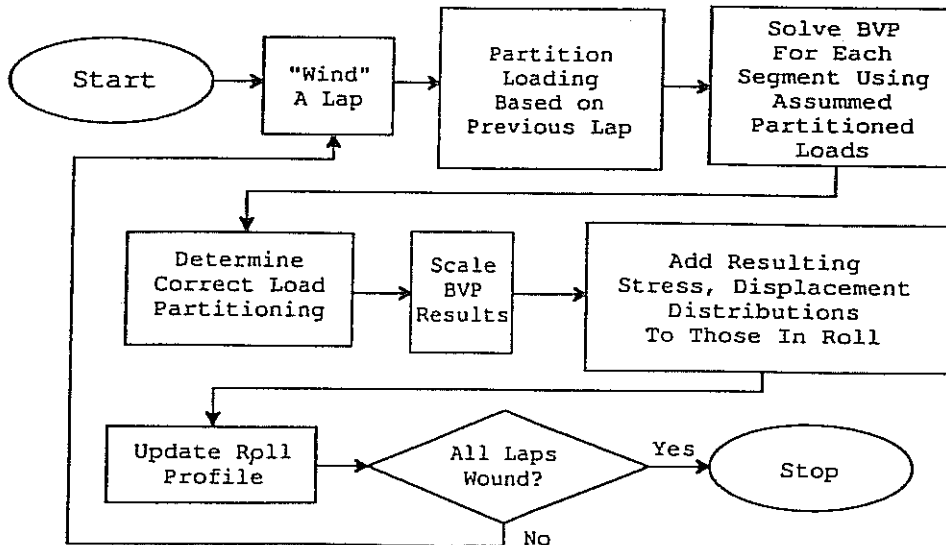 Start
"Wind"
A Lap
Partition
Loading
Based on
Previous Lap
Solve BVP
For Each
Segment Using
Assummed
Partitioned
Loads
Determine
Correct Load
Partitioning
Scale
BVP
Results
Add Resulting
Stress, Displacement
Distributions
To Those In Roll
Update Roll
Profile
All Laps
Wound?
Yes
Stop
No